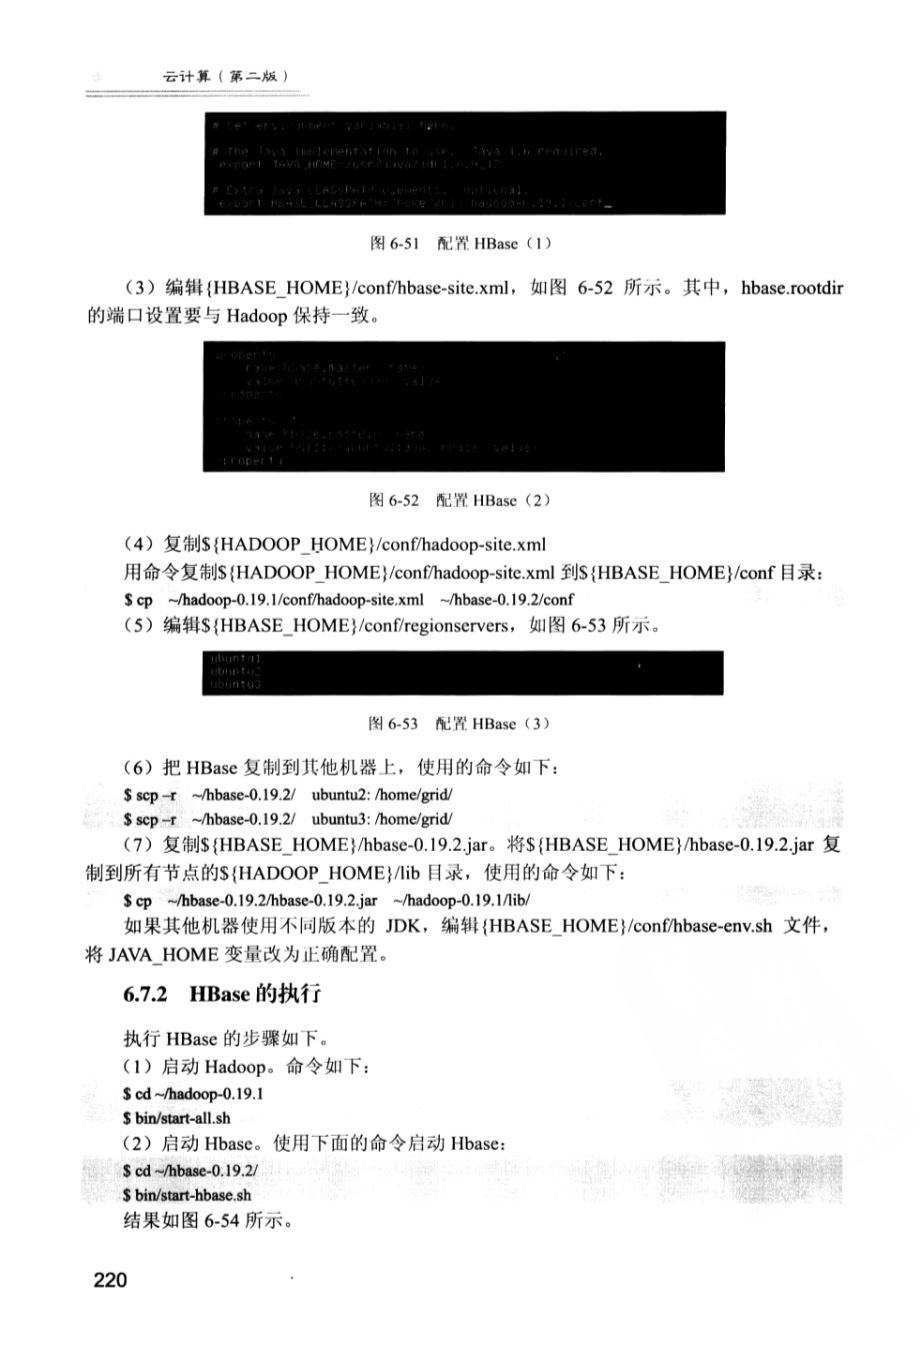 云计算（第二版）
# Set environment variables here.
# The Java implementation to use. Java 1.6 required.
export JAVA_HOME=/usr/java/
# Extra Java CLASSPATH elements. Optional.
export HBASE_CLASSPATH=/home/grid/hadoop-0.19.1/conf_
图 6-51 配置 HBase（1）
（3）编辑{HBASE_HOME}/conf/hbase-site.xml，如图 6-52 所示。其中，hbase.rootdir
的端口设置要与 Hadoop 保持一致。
property
property
图 6-52 配置 HBase（2）
（4）复制${HADOOP_HOME}/conf/hadoop-site.xml
用命令复制${HADOOP_HOME}/conf/hadoop-site.xml 到${HBASE_HOME}/conf 目录：
$ cp ~/hadoop-0.19.1/conf/hadoop-site.xml ~/hbase-0.19.2/conf
（5）编辑${HBASE_HOME}/conf/regionservers，如图 6-53 所示。
ubuntu1
ubuntu2
ubuntu3
图 6-53 配置 HBase（3）
（6）把 HBase 复制到其他机器上，使用的命令如下：
$ scp –r ~/hbase-0.19.2/ ubuntu2: /home/grid/
$ scp –r ~/hbase-0.19.2/ ubuntu3: /home/grid/
（7）复制${HBASE_HOME}/hbase-0.19.2.jar。将${HBASE_HOME}/hbase-0.19.2.jar 复
制到所有节点的${HADOOP_HOME}/lib 目录，使用的命令如下：
$ cp ~/hbase-0.19.2/hbase-0.19.2.jar ~/hadoop-0.19.1/lib/
如果其他机器使用不同版本的 JDK，编辑{HBASE_HOME}/conf/hbase-env.sh 文件，
将 JAVA_HOME 变量改为正确配置。
6.7.2 HBase 的执行
执行 HBase 的步骤如下。
（1）启动 Hadoop。命令如下：
$ cd ~/hadoop-0.19.1
$ bin/start-all.sh
（2）启动 Hbase。使用下面的命令启动 Hbase：
$ cd ~/hbase-0.19.2/
$ bin/start-hbase.sh
结果如图 6-54 所示。
220